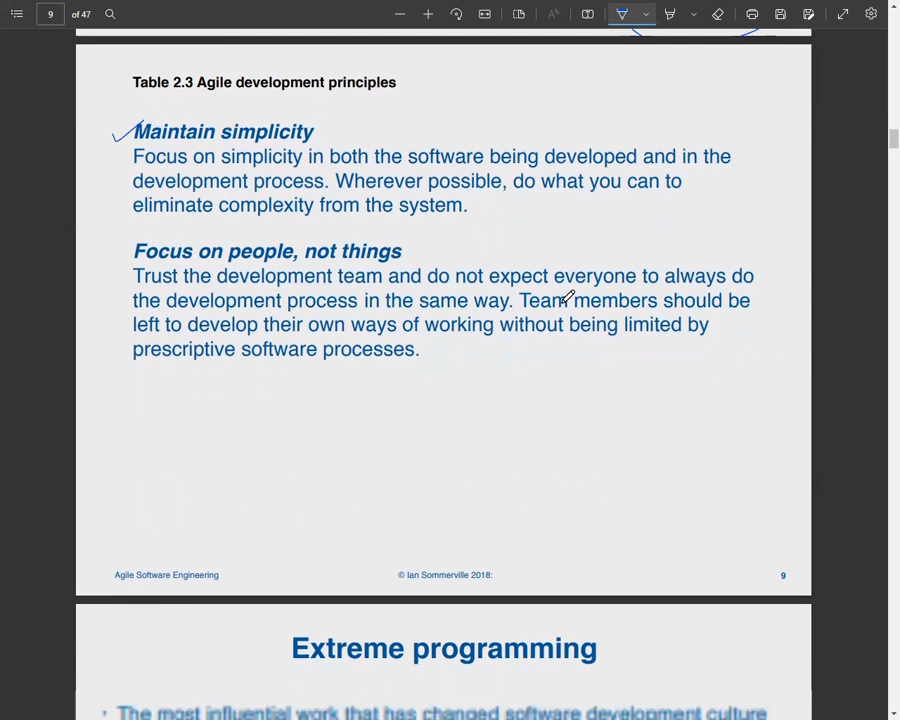 9 of 47
Table 2.3 Agile development principles
Maintain simplicity
Focus on simplicity in both the software being developed and in the
development process. Wherever possible, do what you can to
eliminate complexity from the system.
Focus on people, not things
Trust the development team and do not expect everyone to always do
the development process in the same way. Team members should be
left to develop their own ways of working without being limited by
prescriptive software processes.
Agile Software Engineering © Ian Sommerville 2018: 9
Extreme programming
• The most influential work that has changed software development culture